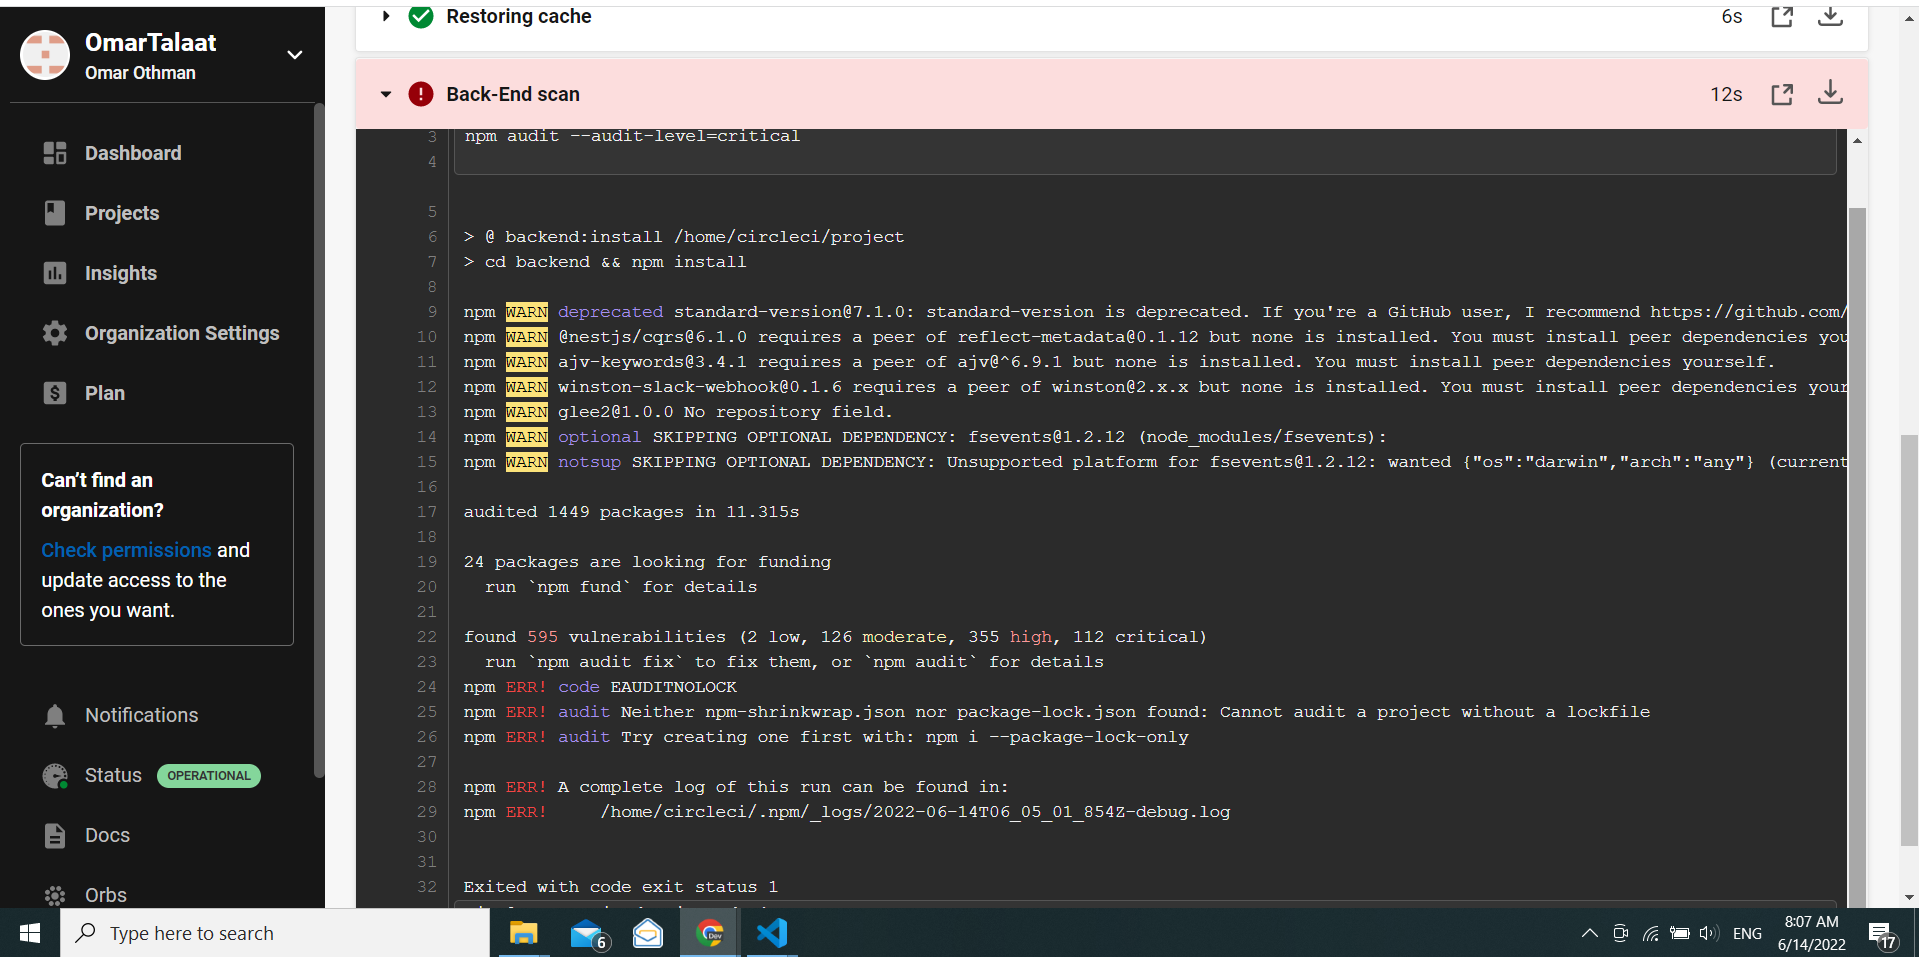 OmarTalaat
Omar Othman
Dashboard
Projects
Insights
Organization Settings
$ Plan
Can't find an
organization?
Check permissions and
update access to the
ones you want.
Notifications
Status OPERATIONAL
Docs
Orbs
Restoring cache 6s
! Back-End scan 12s
3 npm audit --audit-level=critical
4
5
6 > @ backend:install /home/circleci/project
7 > cd backend && npm install
8
9 npm WARN deprecated standard-version@7.1.0: standard-version is deprecated. If you're a GitHub user, I recommend https://github.com/
10 npm WARN @nestjs/cqrs@6.1.0 requires a peer of reflect-metadata@0.1.12 but none is installed. You must install peer dependencies you
11 npm WARN ajv-keywords@3.4.1 requires a peer of ajv@^6.9.1 but none is installed. You must install peer dependencies yourself.
12 npm WARN winston-slack-webhook@0.1.6 requires a peer of winston@2.x.x but none is installed. You must install peer dependencies your
13 npm WARN glee2@1.0.0 No repository field.
14 npm WARN optional SKIPPING OPTIONAL DEPENDENCY: fsevents@1.2.12 (node_modules/fsevents):
15 npm WARN notsup SKIPPING OPTIONAL DEPENDENCY: Unsupported platform for fsevents@1.2.12: wanted {"os":"darwin","arch":"any"} (current
16
17 audited 1449 packages in 11.315s
18
19 24 packages are looking for funding
20 run `npm fund` for details
21
22 found 595 vulnerabilities (2 low, 126 moderate, 355 high, 112 critical)
23 run `npm audit fix` to fix them, or `npm audit` for details
24 npm ERR! code EAUDITNOLOCK
25 npm ERR! audit Neither npm-shrinkwrap.json nor package-lock.json found: Cannot audit a project without a lockfile
26 npm ERR! audit Try creating one first with: npm i --package-lock-only
27
28 npm ERR! A complete log of this run can be found in:
29 npm ERR! /home/circleci/.npm/_logs/2022-06-14T06_05_01_854Z-debug.log
30
31
32 Exited with code exit status 1
Type here to search
6
Dev
ENG
8:07 AM
6/14/2022
17